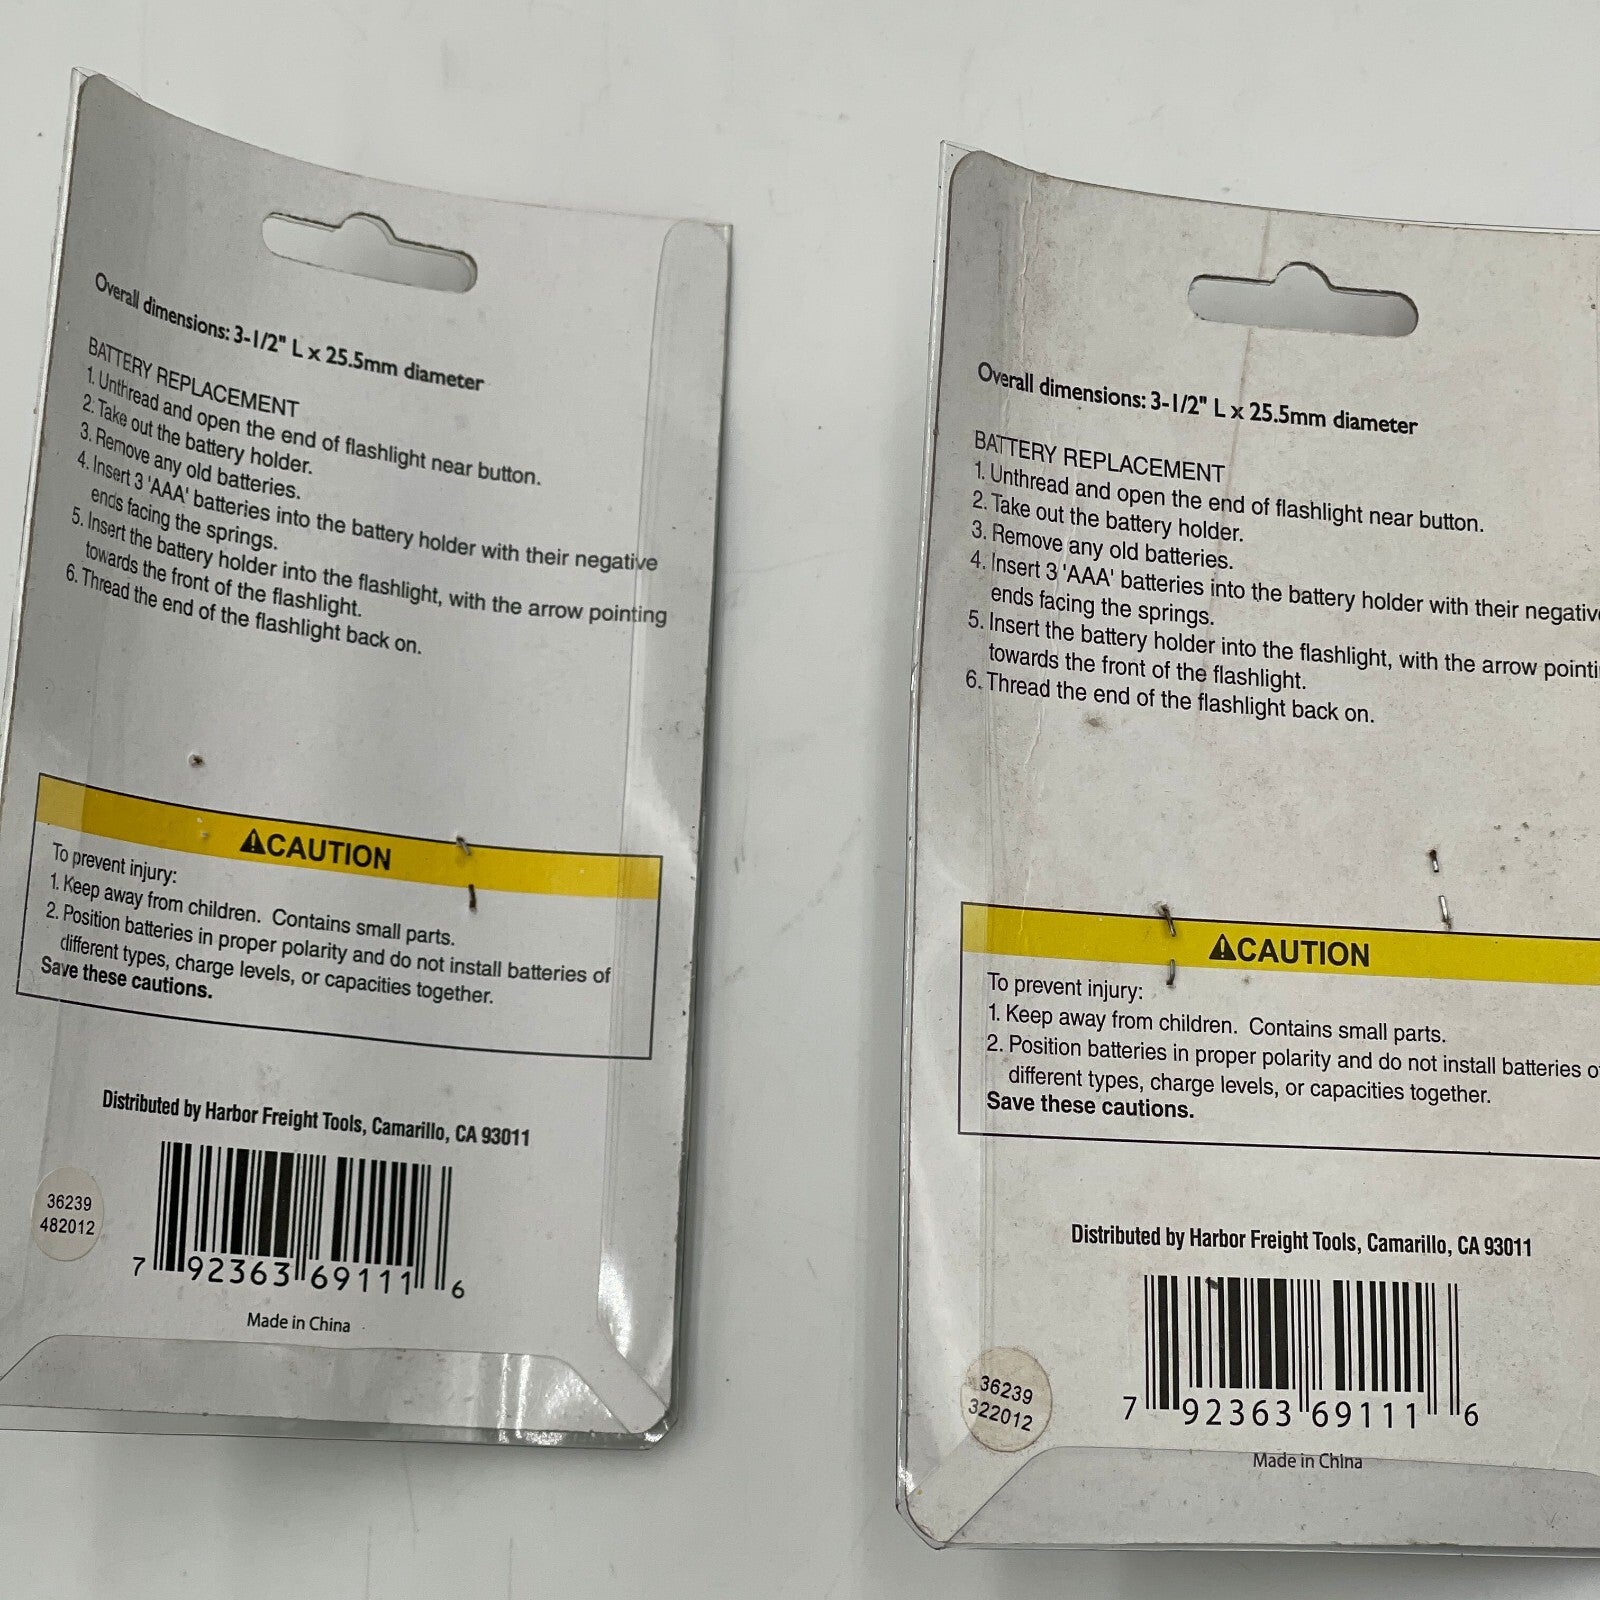 Overall dimensions: 3-1/2" L x 25.5mm diameter
BATTERY REPLACEMENT
1. Unthread and open the end of flashlight near button.
2. Take out the battery holder.
3. Remove any old batteries.
4. Insert 3 'AAA' batteries into the battery holder with their negative
ends facing the springs.
5. Insert the battery holder into the flashlight, with the arrow pointing
towards the front of the flashlight.
6. Thread the end of the flashlight back on.
⚠CAUTION
To prevent injury:
1. Keep away from children. Contains small parts.
2. Position batteries in proper polarity and do not install batteries of
different types, charge levels, or capacities together.
Save these cautions.
Distributed by Harbor Freight Tools, Camarillo, CA 93011
36239
482012
7 92363 69111 6
Made in China
Overall dimensions: 3-1/2" L x 25.5mm diameter
BATTERY REPLACEMENT
1. Unthread and open the end of flashlight near button.
2. Take out the battery holder.
3. Remove any old batteries.
4. Insert 3 'AAA' batteries into the battery holder with their negativ
ends facing the springs.
5. Insert the battery holder into the flashlight, with the arrow pointi
towards the front of the flashlight.
6. Thread the end of the flashlight back on.
⚠CAUTION
To prevent injury:
1. Keep away from children. Contains small parts.
2. Position batteries in proper polarity and do not install batteries o
different types, charge levels, or capacities together.
Save these cautions.
Distributed by Harbor Freight Tools, Camarillo, CA 93011
36239
322012
7 92363 69111 6
Made in China